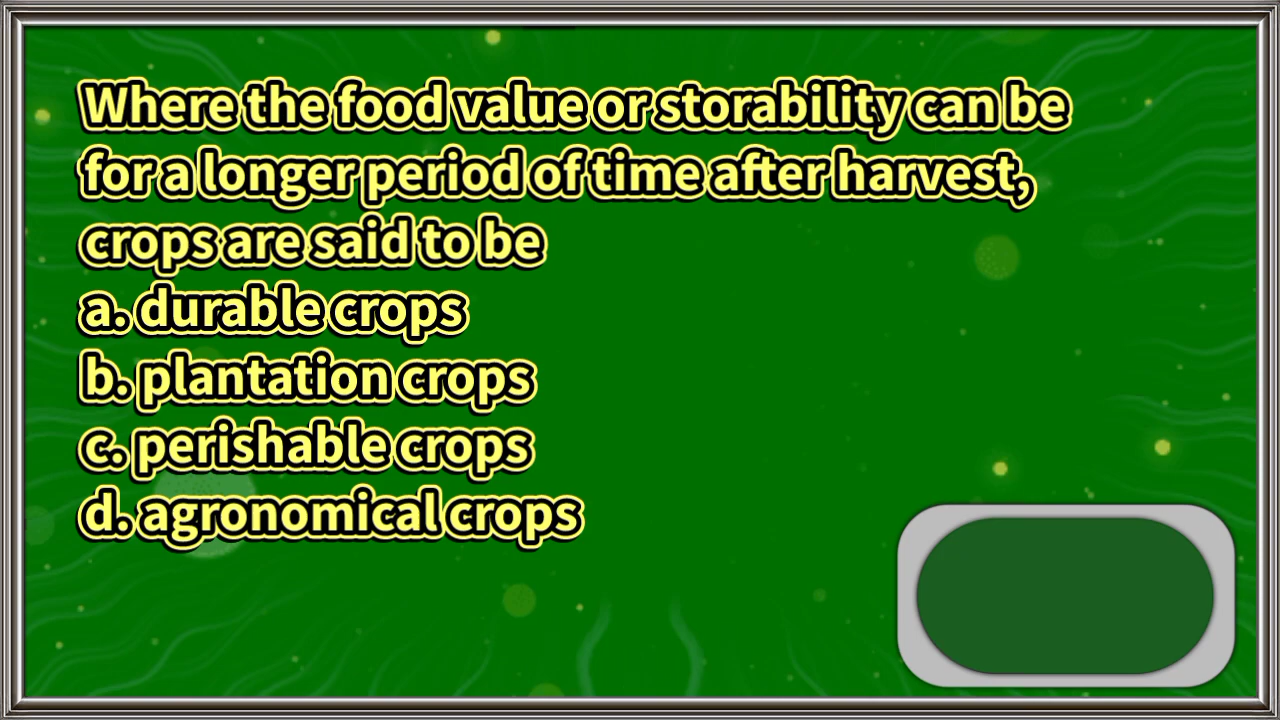 Where the food value or storability can be
for a longer period of time after harvest,
crops are said to be
a. durable crops
b. plantation crops
c. perishable crops
d. agronomical crops